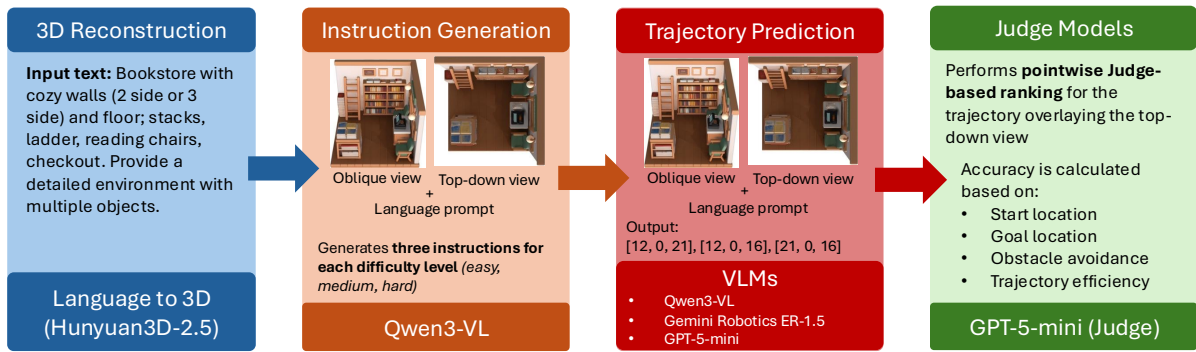 3D Reconstruction
Input text: Bookstore with
cozy walls (2 side or 3
side) and floor; stacks,
ladder, reading chairs,
checkout. Provide a
detailed environment with
multiple objects.
Language to 3D
(Hunyuan3D-2.5)
Instruction Generation
Oblique view
Top-down view
+
Language prompt
Generates three instructions for
each difficulty level (easy,
medium, hard)
Qwen3-VL
Trajectory Prediction
Oblique view
Top-down view
+
Language prompt
Output:
[12, 0, 21], [12, 0, 16], [21, 0, 16]
VLMs
• Qwen3-VL
• Gemini Robotics ER-1.5
• GPT-5-mini
Judge Models
Performs pointwise Judge-
based ranking for the
trajectory overlaying the top-
down view
Accuracy is calculated
based on:
• Start location
• Goal location
• Obstacle avoidance
• Trajectory efficiency
GPT-5-mini (Judge)